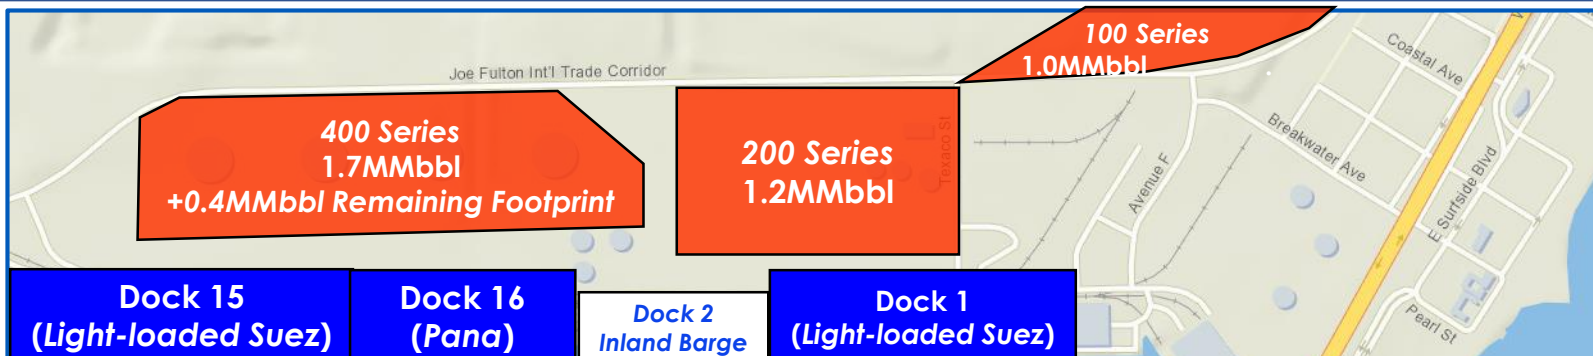 100 Series
1.0MMbbl
Coastal Ave
Joe Fulton Int'l Trade Corridor
400 Series
1.7MMbbl
+0.4MMbbl Remaining Footprint
200 Series
1.2MMbbl
Texaco St
Avenue F
Breakwater Ave
E Surfside Blvd
Pearl St
Dock 15
(Light-loaded Suez)
Dock 16
(Pana)
Dock 2
Inland Barge
Dock 1
(Light-loaded Suez)